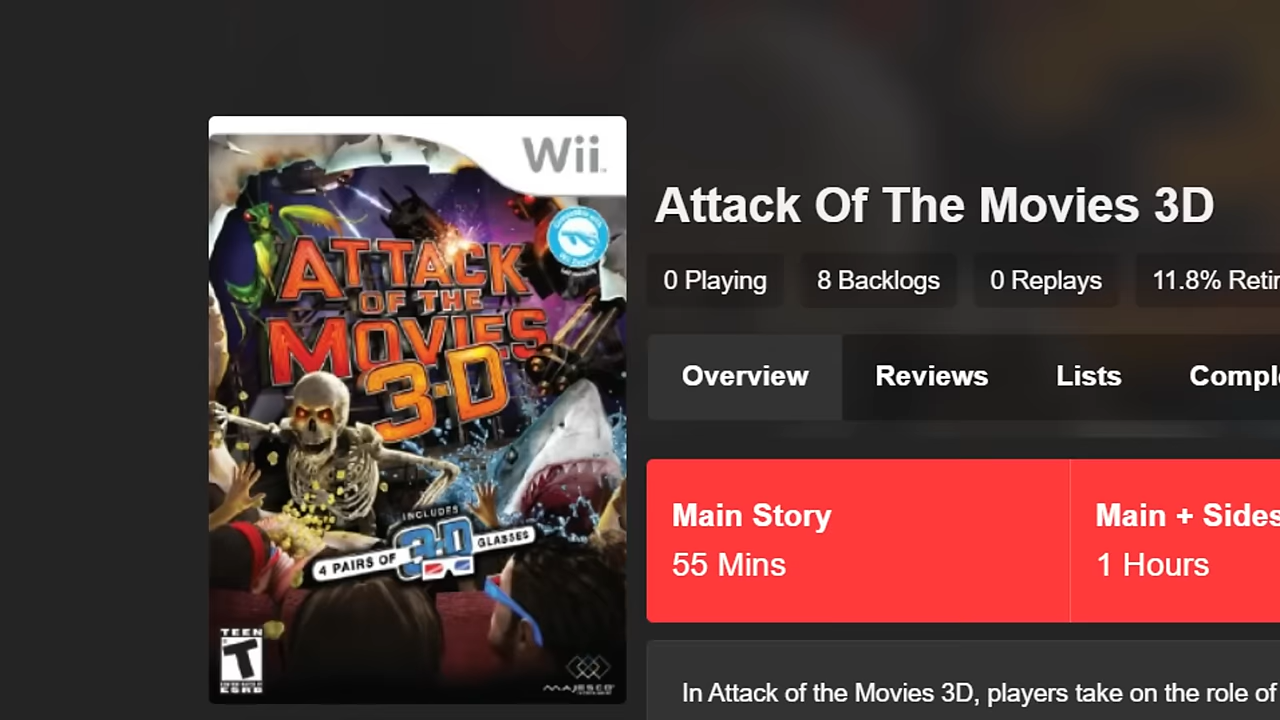 Wii
ATTACK
OF THE
MOVIES
3-D
INCLUDES
4 PAIRS OF 3-D GLASSES
TEEN
T
ESRB
MAJESCO
Attack Of The Movies 3D
0 Playing
8 Backlogs
0 Replays
11.8% Retir
Overview
Reviews
Lists
Comple
Main Story
55 Mins
Main + Sides
1 Hours
In Attack of the Movies 3D, players take on the role of